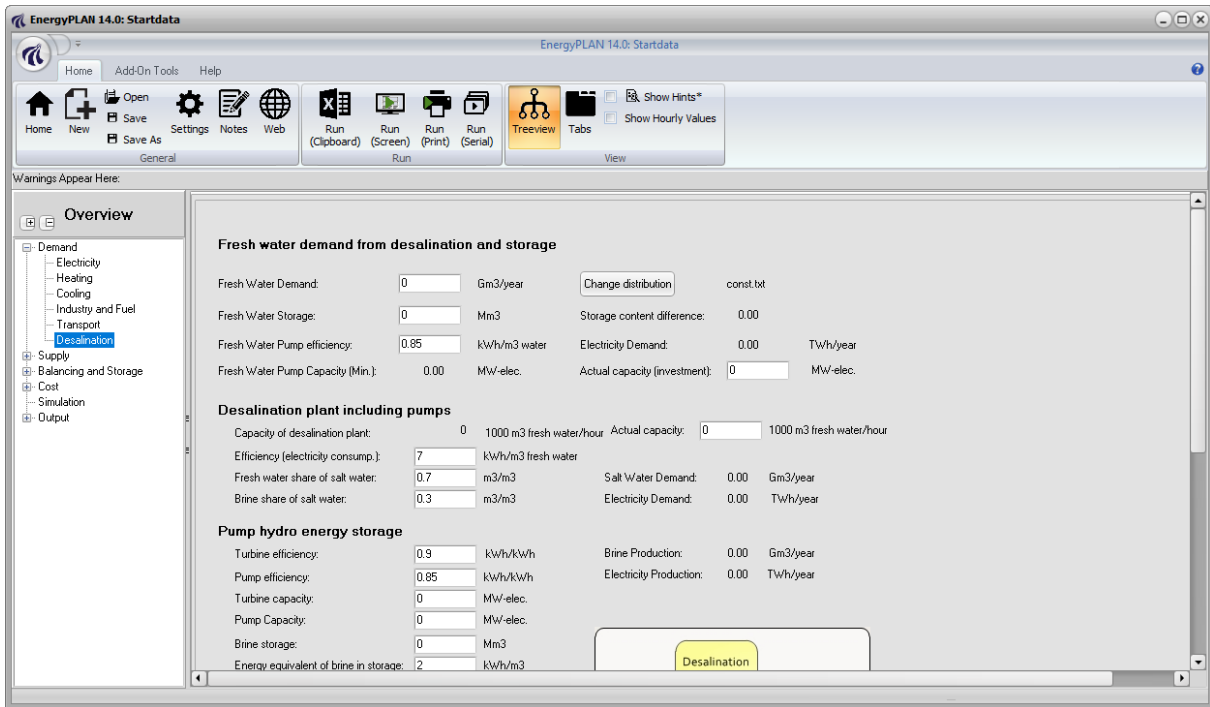 EnergyPLAN 14.0: Startdata
EnergyPLAN 14.0: Startdata
Home Add-On Tools Help
Home New Open Save Save As Settings Notes Web Run (Clipboard) Run (Screen) Run (Print) Run (Serial) Treeview Tabs Show Hints* Show Hourly Values
General Run View
Warnings Appear Here:
Overview
Demand
Electricity
Heating
Cooling
Industry and Fuel
Transport
Desalination
Supply
Balancing and Storage
Cost
Simulation
Output
Fresh water demand from desalination and storage
Fresh Water Demand: 0 Gm3/year Change distribution const.txt
Fresh Water Storage: 0 Mm3 Storage content difference: 0.00
Fresh Water Pump efficiency: 0.85 kWh/m3 water Electricity Demand: 0.00 TWh/year
Fresh Water Pump Capacity (Min.): 0.00 MW-elec. Actual capacity (investment): 0 MW-elec.
Desalination plant including pumps
Capacity of desalination plant: 0 1000 m3 fresh water/hour Actual capacity: 0 1000 m3 fresh water/hour
Efficiency (electricity consump.): 7 kWh/m3 fresh water
Fresh water share of salt water: 0.7 m3/m3 Salt Water Demand: 0.00 Gm3/year
Brine share of salt water: 0.3 m3/m3 Electricity Demand: 0.00 TWh/year
Pump hydro energy storage
Turbine efficiency: 0.9 kWh/kWh Brine Production: 0.00 Gm3/year
Pump efficiency: 0.85 kWh/kWh Electricity Production: 0.00 TWh/year
Turbine capacity: 0 MW-elec.
Pump Capacity: 0 MW-elec.
Brine storage: 0 Mm3
Energy equivalent of brine in storage: 2 kWh/m3
Desalination